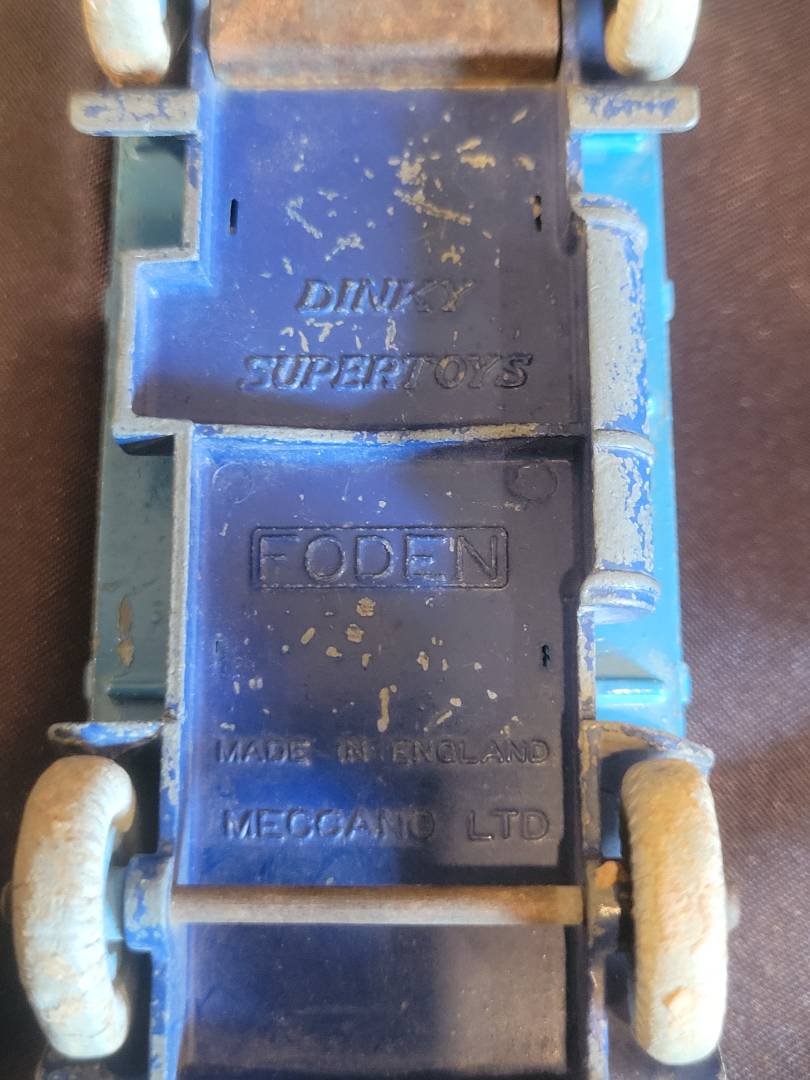 DINKY
SUPERTOYS
FODEN
MADE IN ENGLAND
MECCANO LTD